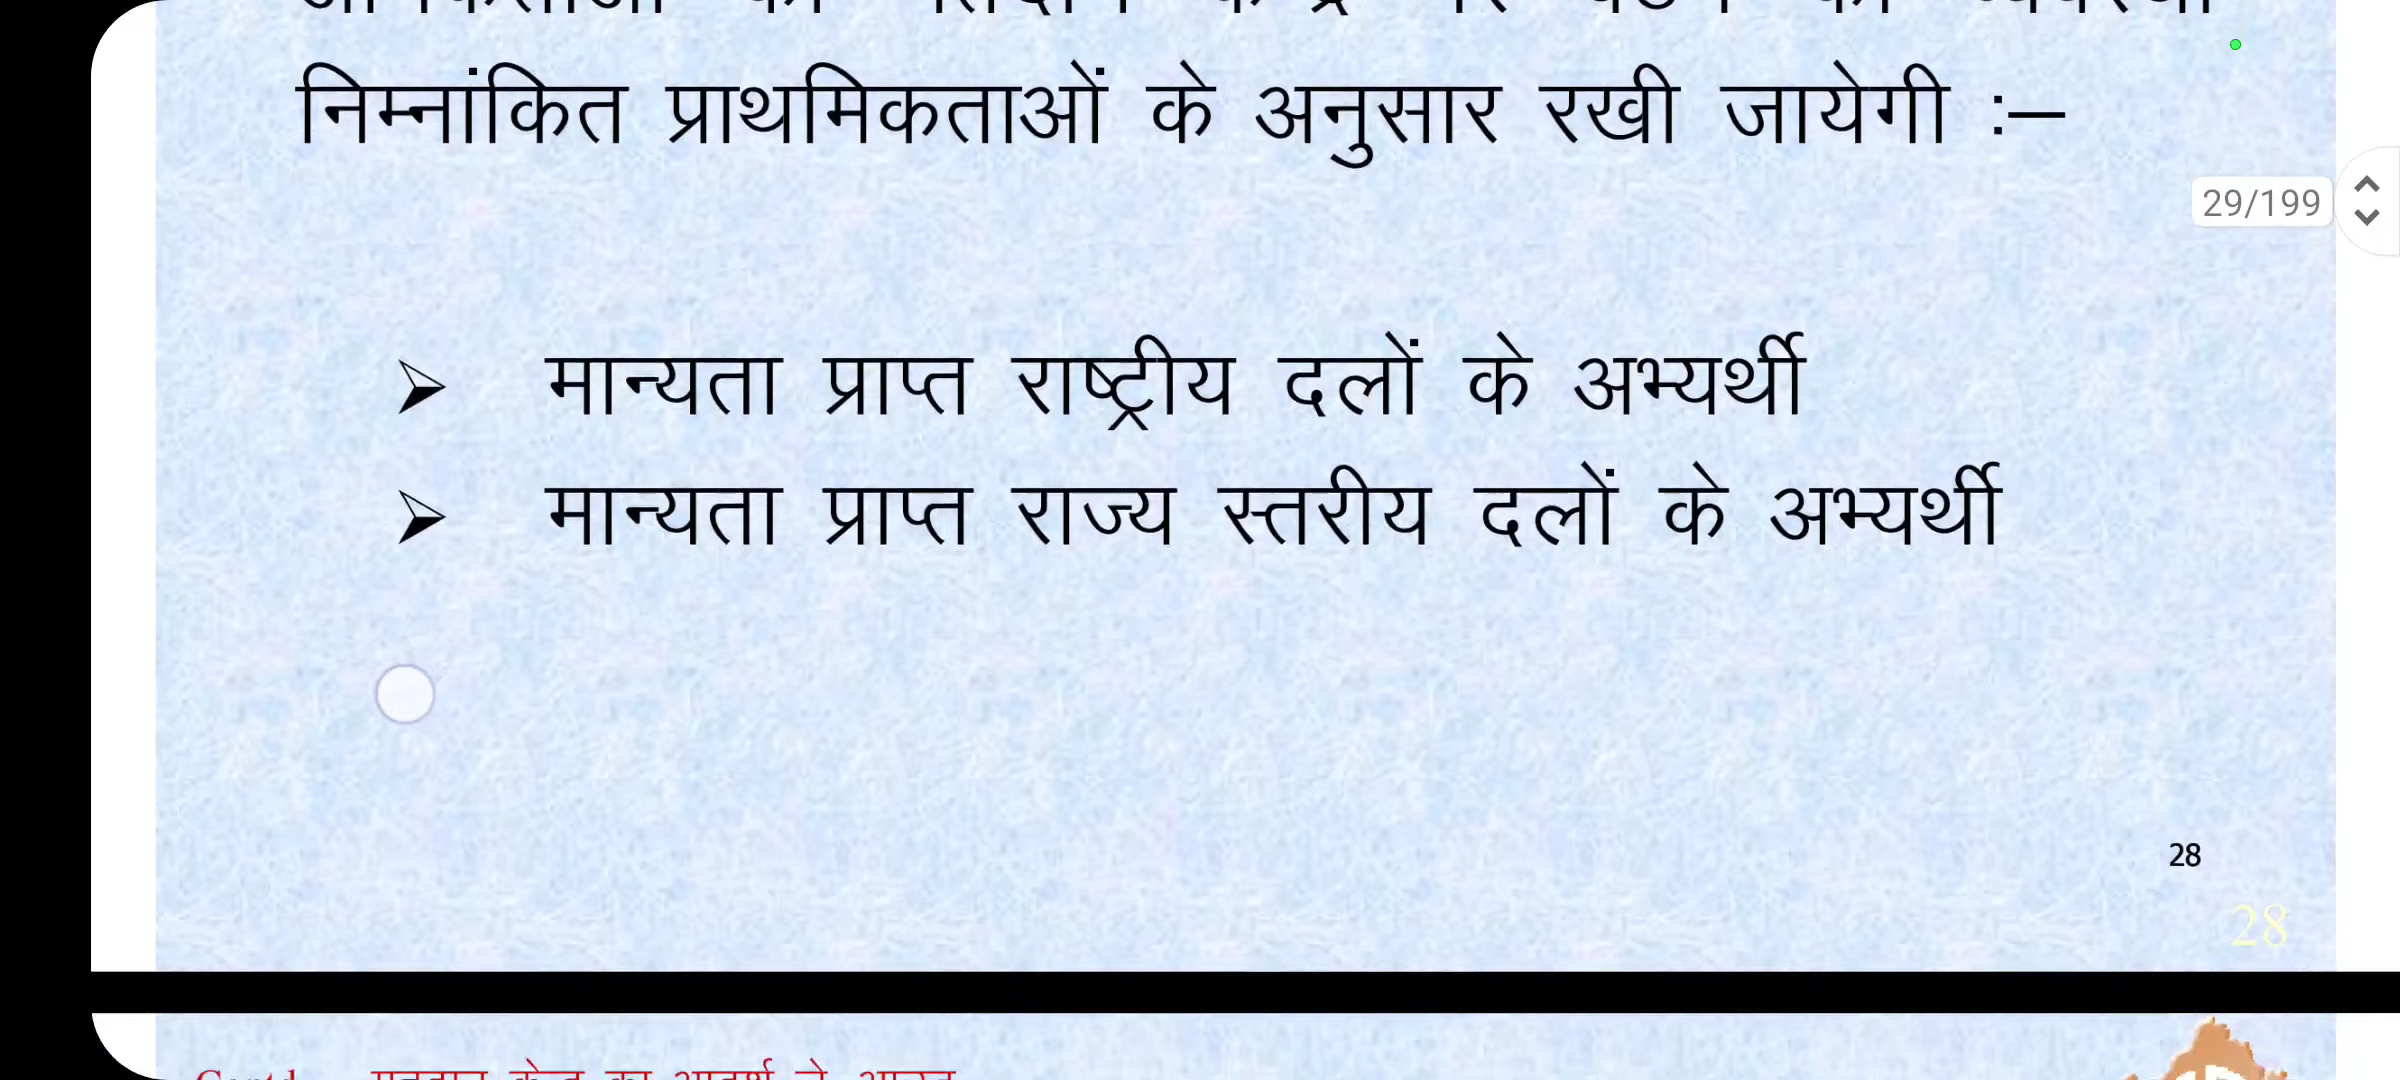 निम्नांकित प्राथमिकताओं के अनुसार रखी जायेगी :–
29/199
➢ मान्यता प्राप्त राष्ट्रीय दलों के अभ्यर्थी
➢ मान्यता प्राप्त राज्य स्तरीय दलों के अभ्यर्थी
28
28